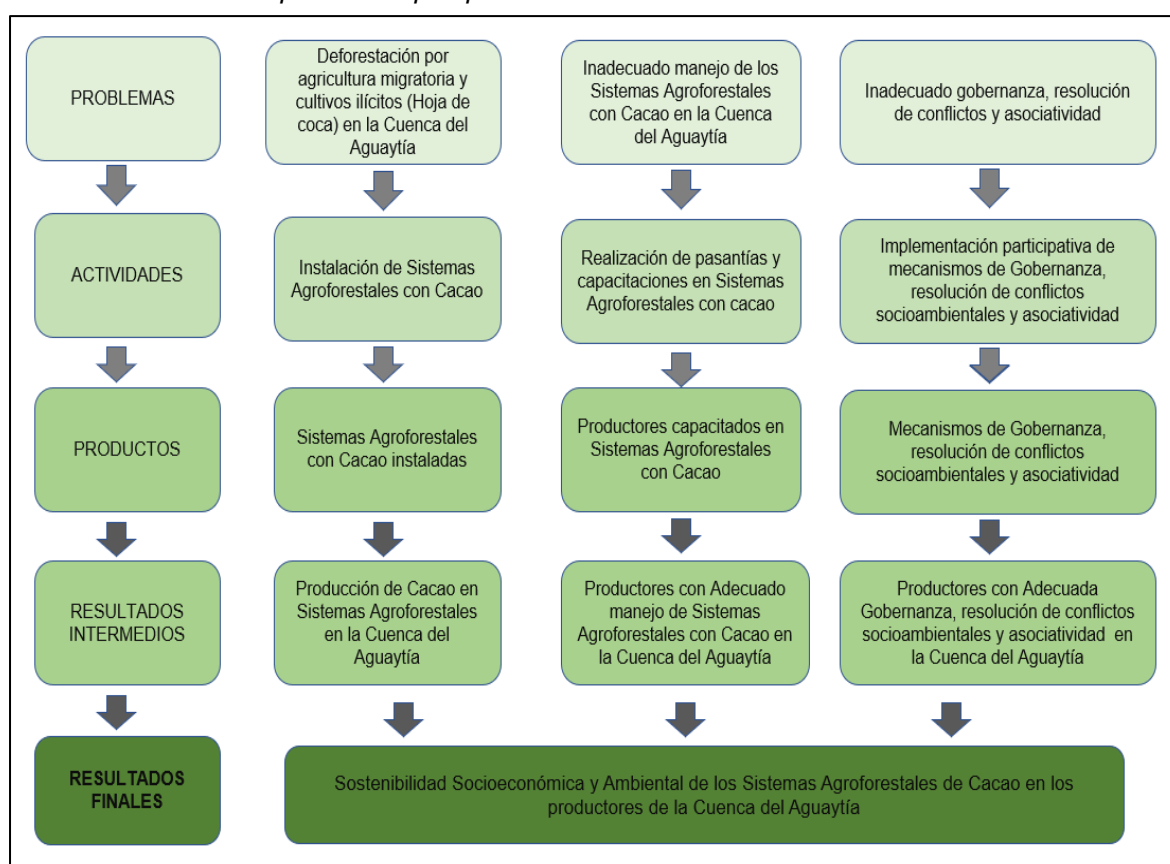 PROBLEMAS
Deforestación por
agricultura migratoria y
cultivos ilícitos (Hoja de
coca) en la Cuenca del
Aguaytía
Inadecuado manejo de los
Sistemas Agroforestales
con Cacao en la Cuenca
del Aguaytía
Inadecuado gobernanza, resolución
de conflictos y asociatividad
ACTIVIDADES
Instalación de Sistemas
Agroforestales con Cacao
Realización de pasantías y
capacitaciones en Sistemas
Agroforestales con cacao
Implementación participativa de
mecanismos de Gobernanza,
resolución de conflictos
socioambientales y asociatividad
PRODUCTOS
Sistemas Agroforestales
con Cacao instaladas
Productores capacitados en
Sistemas Agroforestales
con Cacao
Mecanismos de Gobernanza,
resolución de conflictos
socioambientales y asociatividad
RESULTADOS
INTERMEDIOS
Producción de Cacao en
Sistemas Agroforestales
en la Cuenca del
Aguaytía
Productores con Adecuado
manejo de Sistemas
Agroforestales con Cacao en
la Cuenca del Aguaytía
Productores con Adecuada
Gobernanza, resolución de conflictos
socioambientales y asociatividad en
la Cuenca del Aguaytía
RESULTADOS
FINALES
Sostenibilidad Socioeconómica y Ambiental de los Sistemas Agroforestales de Cacao en los
productores de la Cuenca del Aguaytía